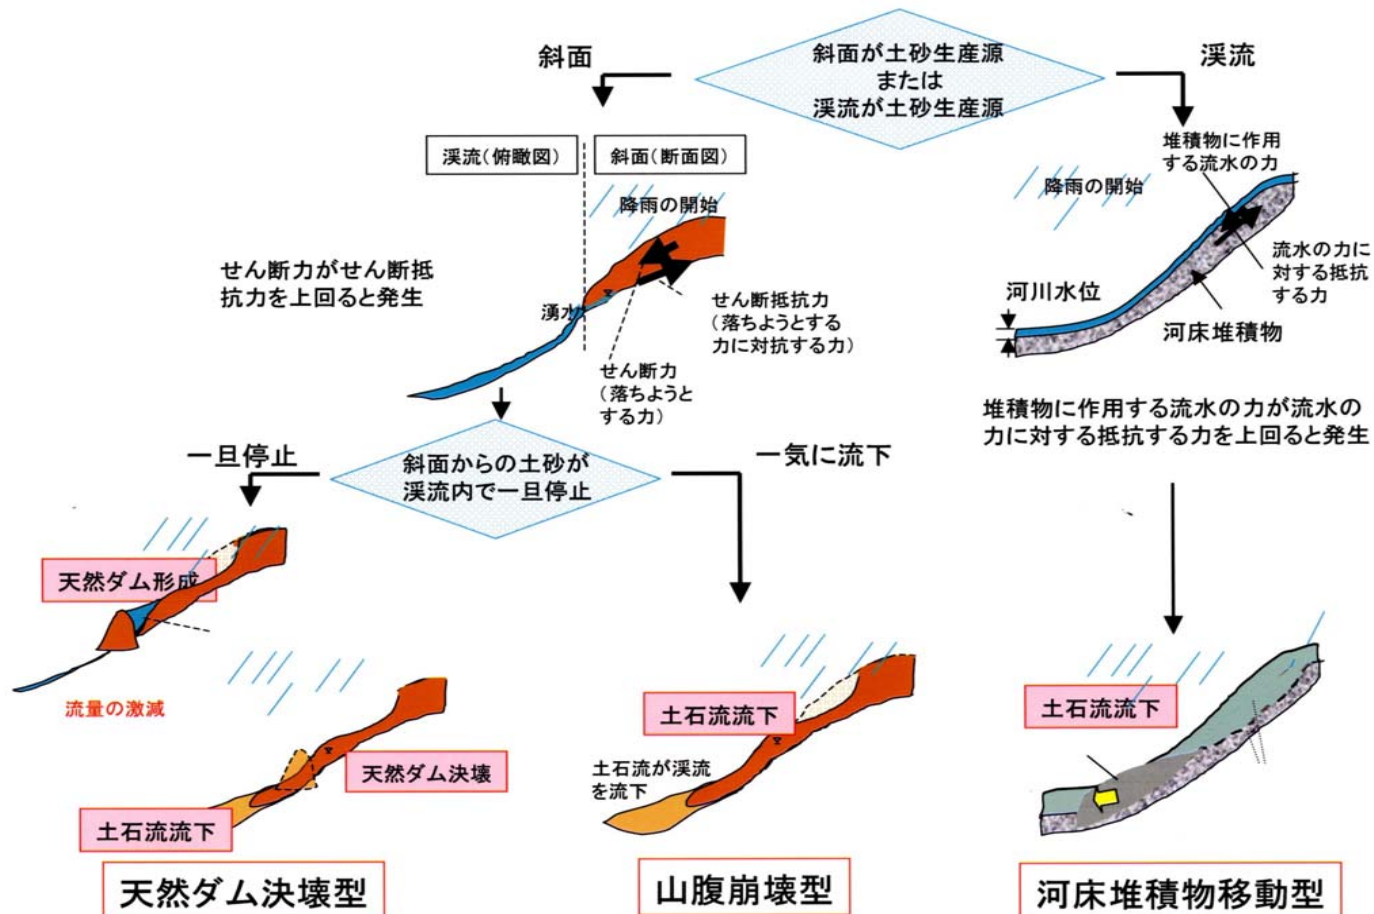 斜面が土砂生産源
または
渓流が土砂生産源
斜面
渓流
渓流(俯瞰図)
斜面(断面図)
降雨の開始
せん断力がせん断抵
抗力を上回ると発生
湧水
せん断抵抗力
(落ちようとする
力に対抗する力)
せん断力
(落ちようと
する力)
堆積物に作用
する流水の力
降雨の開始
流水の力に
対する抵抗
する力
河川水位
河床堆積物
堆積物に作用する流水の力が流水の
力に対する抵抗する力を上回ると発生
一旦停止
斜面からの土砂が
渓流内で一旦停止
一気に流下
天然ダム形成
流量の激減
天然ダム決壊
土石流流下
天然ダム決壊型
土石流流下
土石流が渓流
を流下
山腹崩壊型
土石流流下
河床堆積物移動型